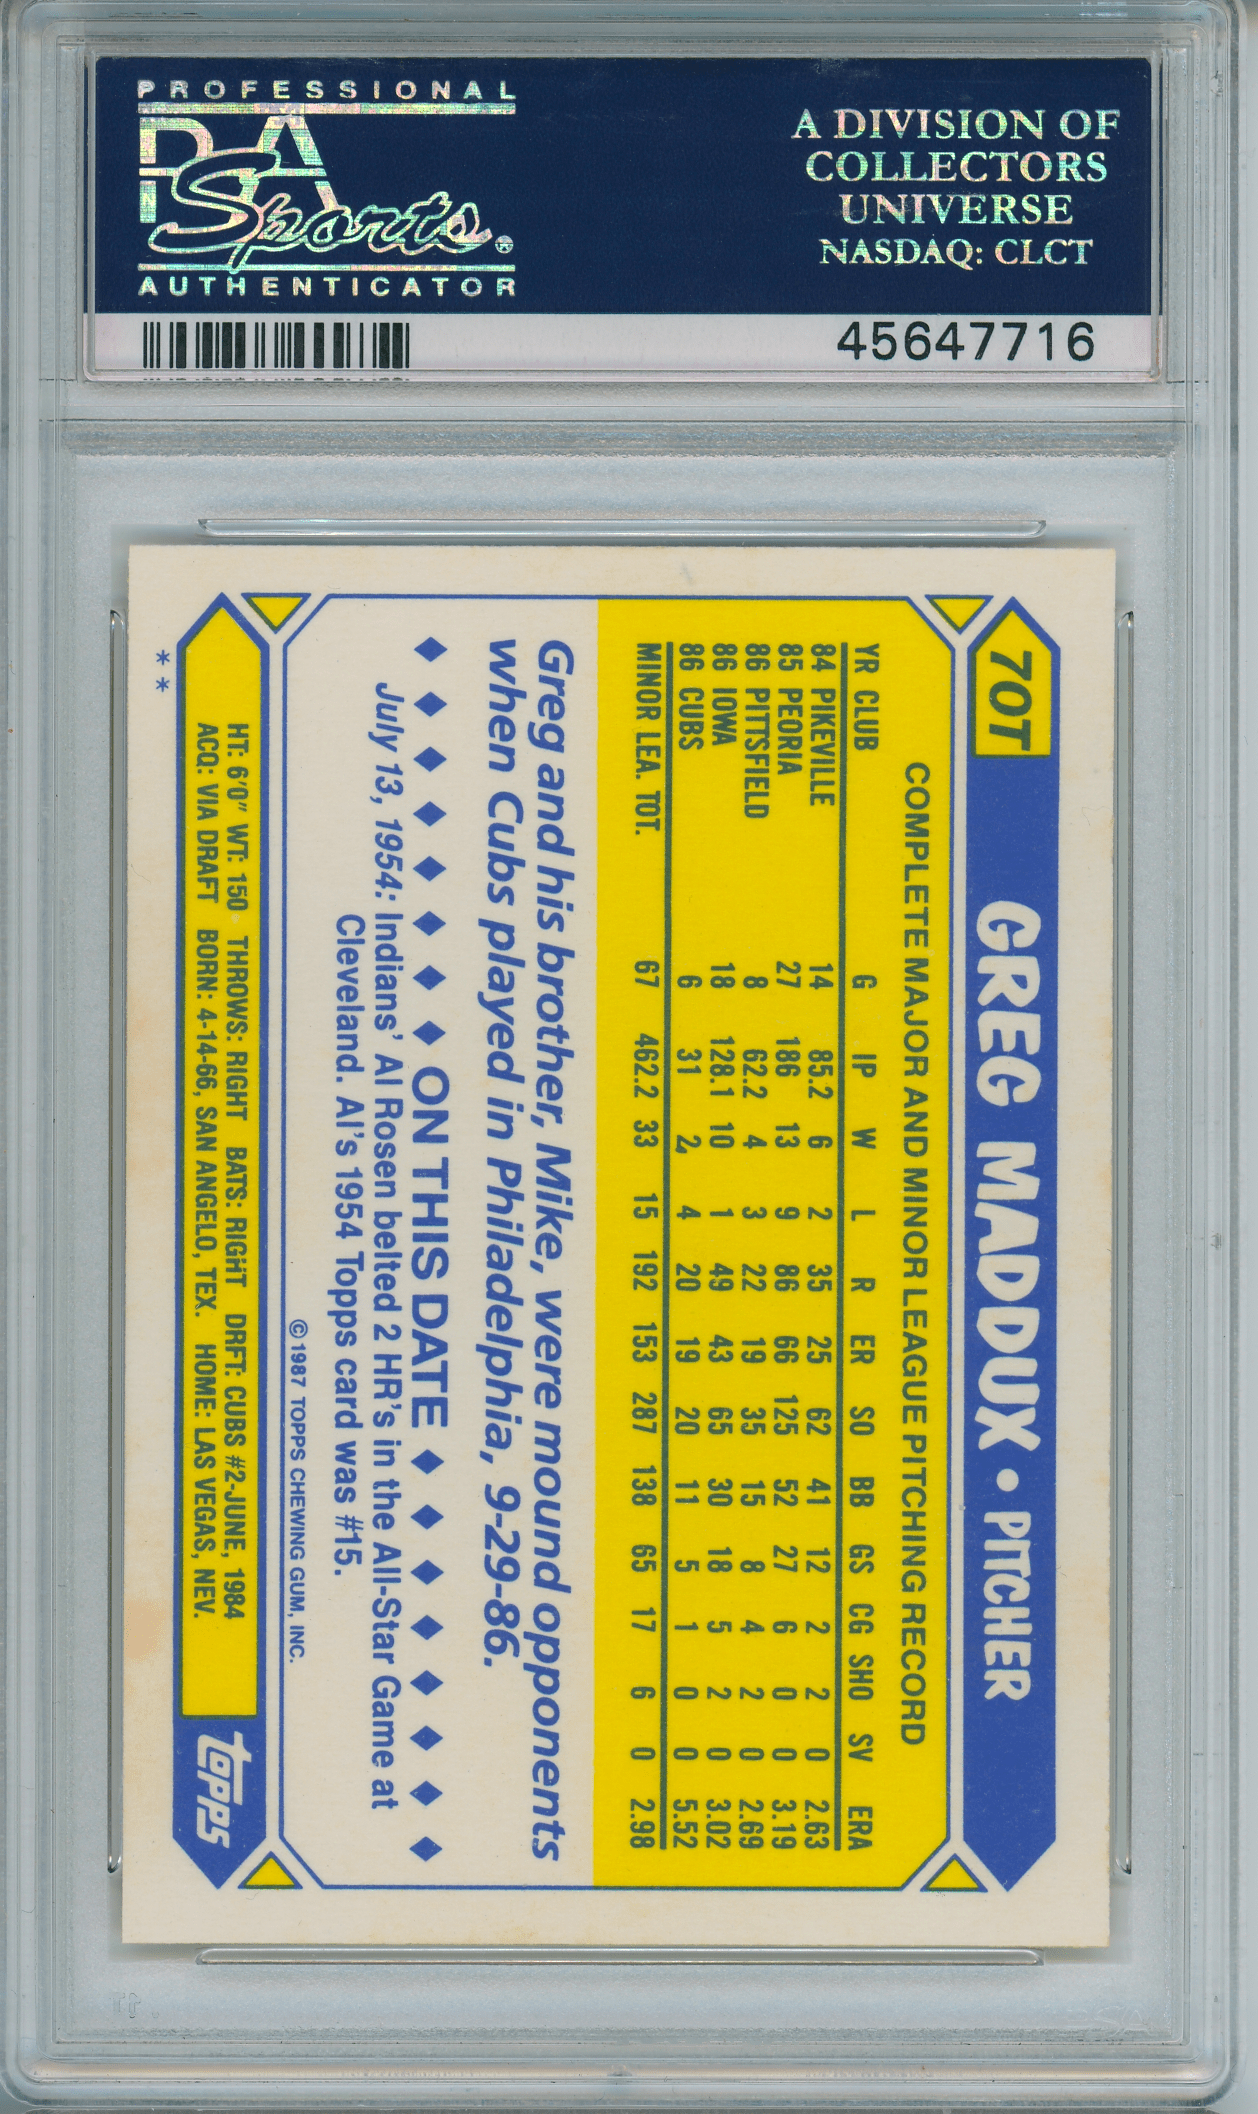 PROFESSIONAL
PSA
Sports®
AUTHENTICATOR
A DIVISION OF
COLLECTORS
UNIVERSE
NASDAQ: CLCT
45647716
70T GREG MADDUX • PITCHER
COMPLETE MAJOR AND MINOR LEAGUE PITCHING RECORD
YR CLUB G IP W L R ER SO BB GS CG SHO SV ERA
84 PIKEVILLE 14 85.2 6 2 35 25 62 41 12 2 2 0 2.63
85 PEORIA 27 186 13 9 86 66 125 52 27 6 0 0 3.19
86 PITTSFIELD 8 62.2 4 3 22 19 35 15 8 4 2 0 2.69
86 IOWA 18 128.1 10 1 49 43 65 30 18 5 2 0 3.02
86 CUBS 6 31 2 4 20 19 20 11 5 1 0 0 5.52
MINOR LEA. TOT. 67 462.2 33 15 192 153 287 138 65 17 6 0 2.98
Greg and his brother, Mike, were mound opponents
when Cubs played in Philadelphia, 9-29-86.
♦ ♦ ♦ ♦ ♦ ♦ ♦ ♦ ON THIS DATE ♦ ♦ ♦ ♦ ♦ ♦ ♦ ♦
July 13, 1954: Indians' Al Rosen belted 2 HR's in the All-Star Game at
Cleveland. Al's 1954 Topps card was #15.
© 1987 TOPPS CHEWING GUM, INC.
HT: 6'0" WT: 150 THROWS: RIGHT BATS: RIGHT DRFT: CUBS #2-JUNE, 1984
ACQ: VIA DRAFT BORN: 4-14-66, SAN ANGELO, TEX. HOME: LAS VEGAS, NEV.
topps
**